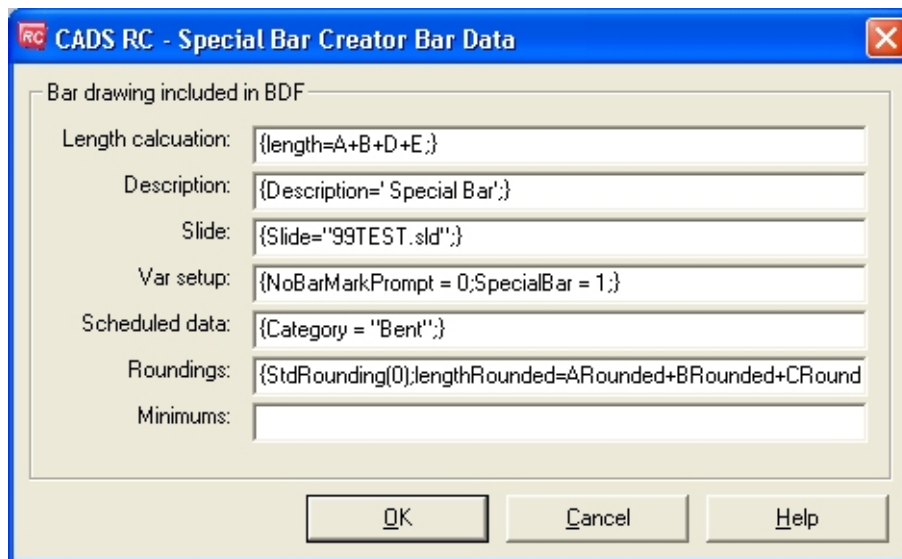 RC CADS RC - Special Bar Creator Bar Data
Bar drawing included in BDF
Length calcuation: {length=A+B+D+E;}
Description: {Description=' Special Bar';}
Slide: {Slide="99TEST.sld";}
Var setup: {NoBarMarkPrompt = 0;SpecialBar = 1;}
Scheduled data: {Category = "Bent";}
Roundings: {StdRounding(0);lengthRounded=ARounded+BRounded+CRound
Minimums:
OK Cancel Help